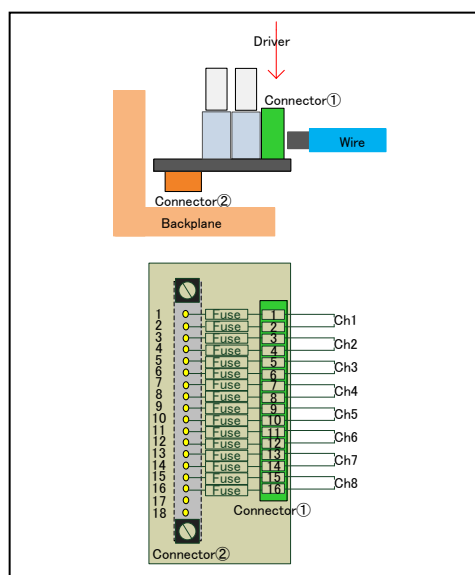 Driver
Connector①
Wire
Connector②
Backplane
1 Fuse 1 Ch1
2 Fuse 2
3 Fuse 3 Ch2
4 Fuse 4
5 Fuse 5 Ch3
6 Fuse 6
7 Fuse 7 Ch4
8 Fuse 8
9 Fuse 9 Ch5
10 Fuse 10
11 Fuse 11 Ch6
12 Fuse 12
13 Fuse 13 Ch7
14 Fuse 14
15 Fuse 15 Ch8
16 Fuse 16
17
18
Connector①
Connector②